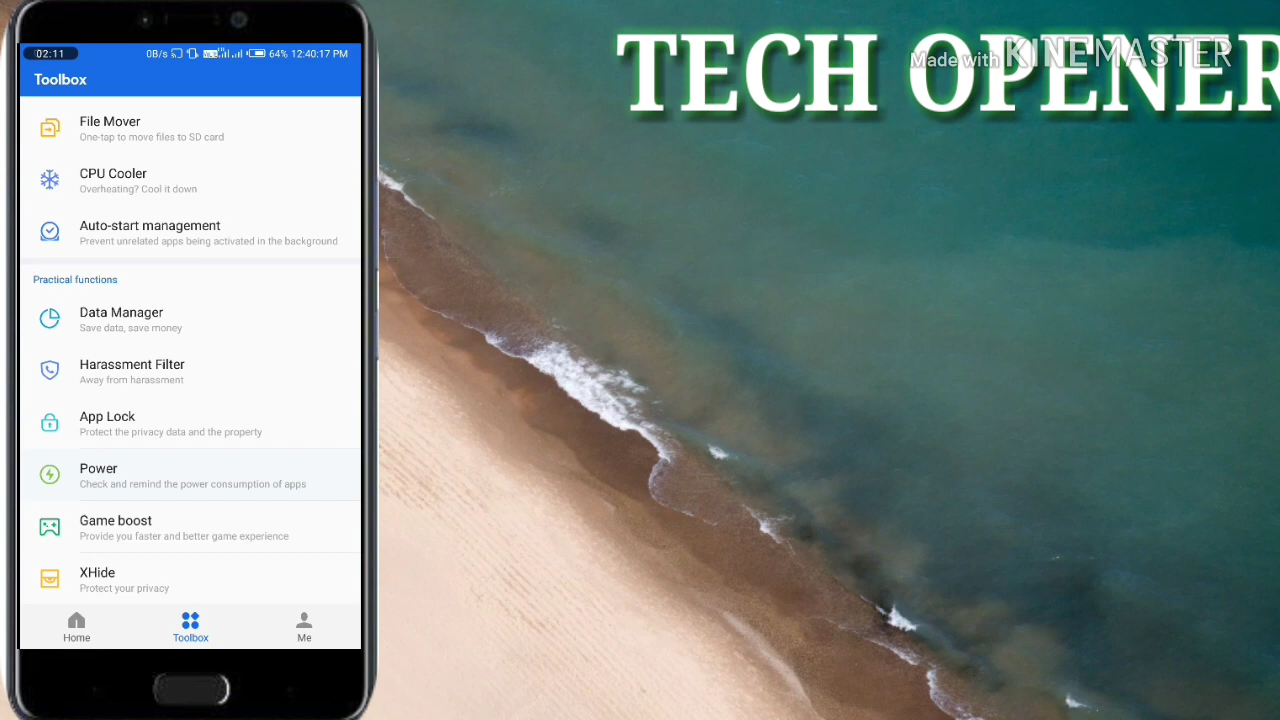 02:11
0B/s 64% 12:40:17 PM
Toolbox
File Mover
One-tap to move files to SD card
CPU Cooler
Overheating? Cool it down
Auto-start management
Prevent unrelated apps being activated in the background
Practical functions
Data Manager
Save data, save money
Harassment Filter
Away from harassment
App Lock
Protect the privacy data and the property
Power
Check and remind the power consumption of apps
Game boost
Provide you faster and better game experience
XHide
Protect your privacy
Home
Toolbox
Me
TECH OPENER
Made with KINEMASTER